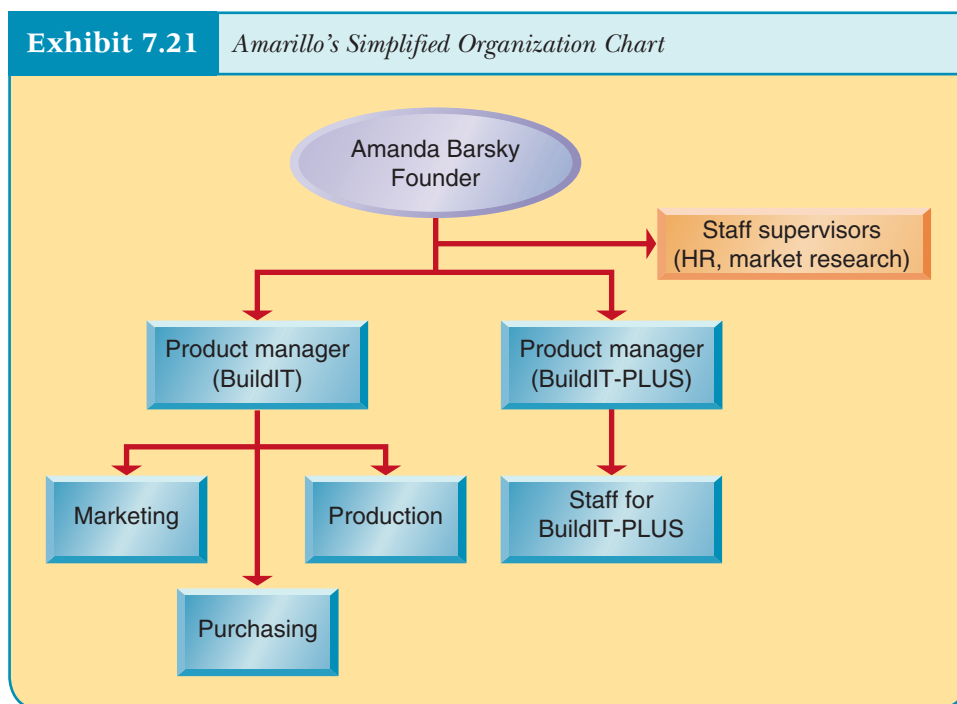 Exhibit 7.21
Amarillo's Simplified Organization Chart
Amanda Barsky
Founder
Staff supervisors
(HR, market research)
Product manager
(BuildIT)
Product manager
(BuildIT-PLUS)
Marketing
Production
Staff for
BuildIT-PLUS
Purchasing